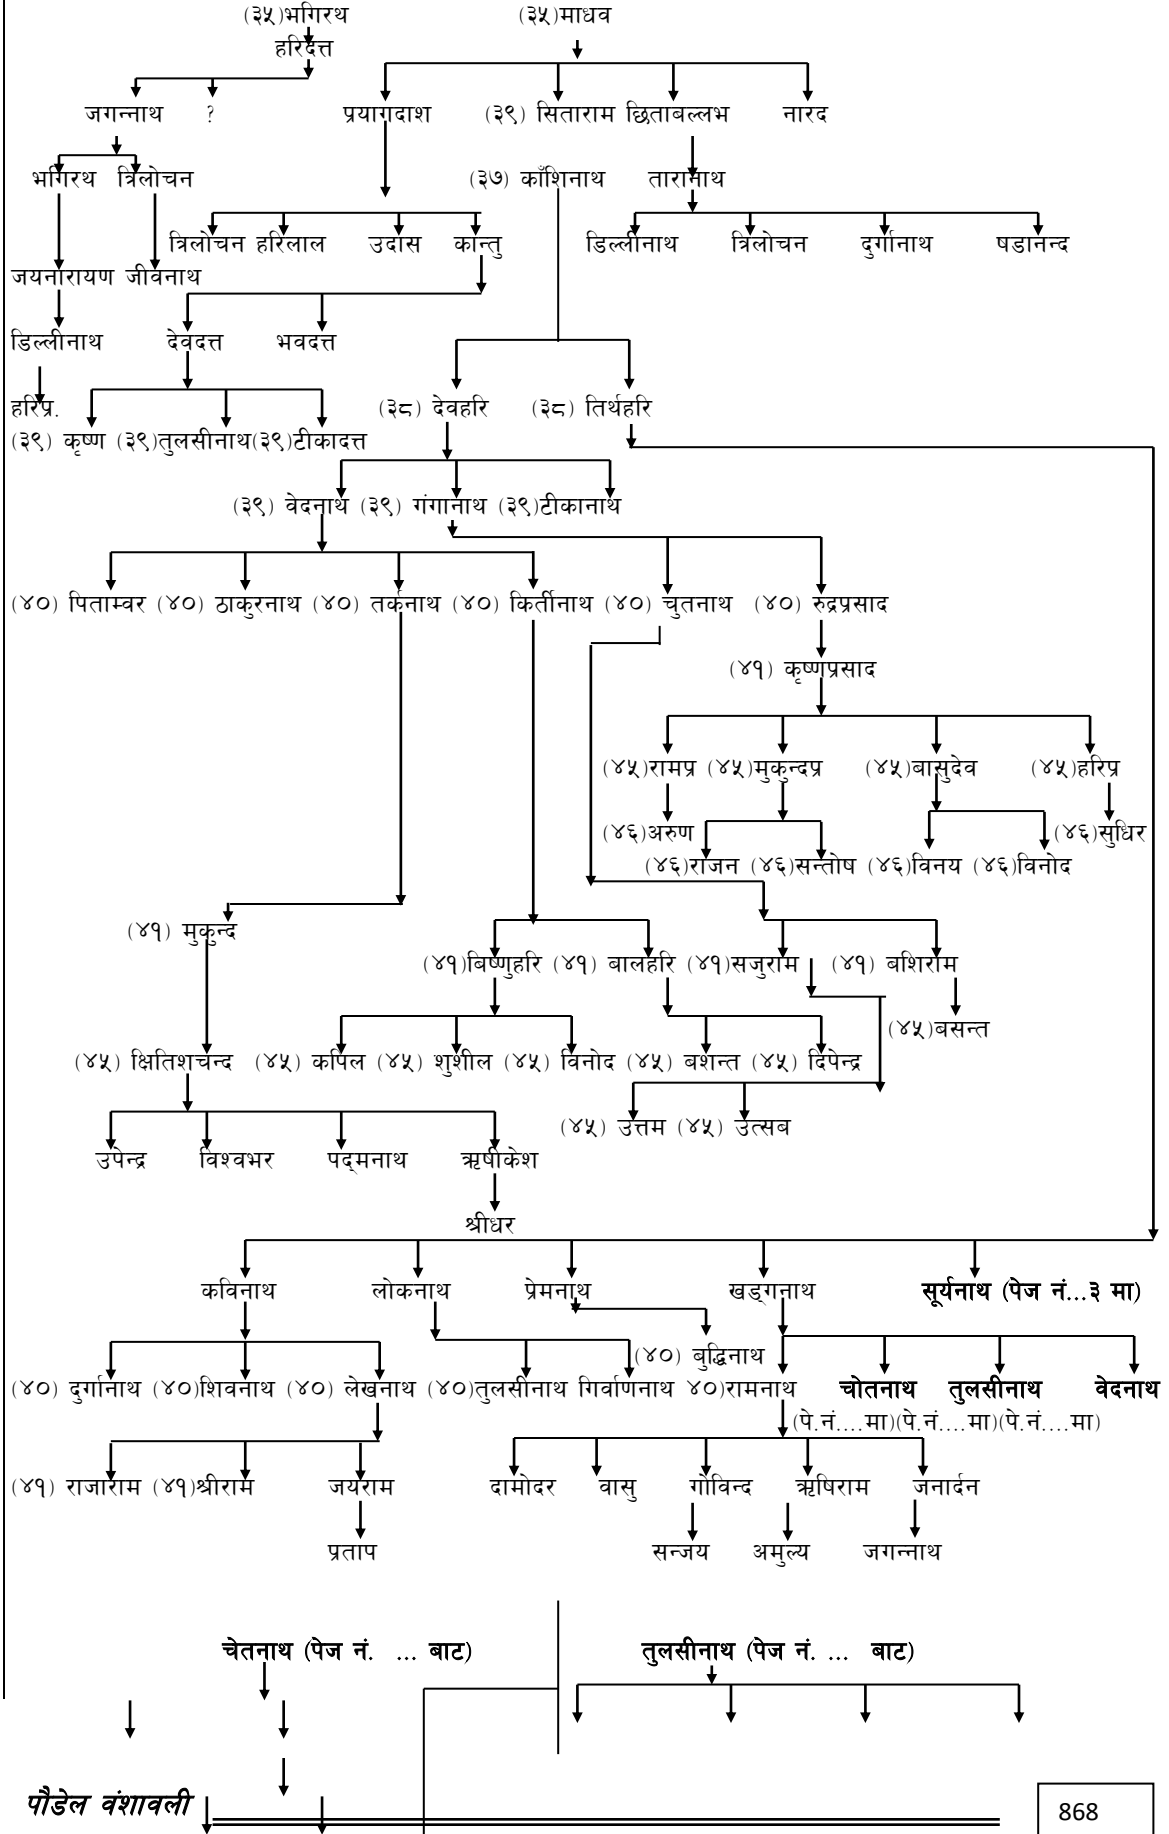 (३५)भगिरथ (३५)माधव
हरिदत्त
जगन्नाथ ? प्रयागदाश (३९) सिताराम छिताबल्लभ नारद
भगिरथ त्रिलोचन (३७) काँशिनाथ तारानाथ
त्रिलोचन हरिलाल उदास कान्तु डिल्लीनाथ त्रिलोचन दुर्गानाथ षडानन्द
जयनारायण जीवनाथ
डिल्लीनाथ देवदत्त भवदत्त
हरिप्र. (३८) देवहरि (३८) तिर्थहरि
(३९) कृष्ण (३९)तुलसीनाथ(३९)टीकादत्त
(३९) वेदनाथ (३९) गंगानाथ (३९)टीकानाथ
(४०) पिताम्वर (४०) ठाकुरनाथ (४०) तर्कनाथ (४०) किर्तीनाथ (४०) चुतनाथ (४०) रुद्रप्रसाद
(४१) कृष्णप्रसाद
(४५)रामप्र (४५)मुकुन्दप्र (४५)बासुदेव (४५)हरिप्र
(४६)अरुण (४६)सुधिर
(४६)राजन (४६)सन्तोष (४६)विनय (४६)विनोद
(४१) मुकुन्द
(४१)बिष्णुहरि (४१) बालहरि (४१)सजुराम (४१) बशिराम
(४५)बसन्त
(४५) क्षितिशचन्द (४५) कपिल (४५) शुशील (४५) विनोद (४५) बशन्त (४५) दिपेन्द्र
(४५) उत्तम (४५) उत्सब
उपेन्द्र विश्वभर पद्मनाथ ऋषीकेश
श्रीधर
कविनाथ लोकनाथ प्रेमनाथ खड्गनाथ सूर्यनाथ (पेज नं...३ मा)
(४०) बुद्धिनाथ
(४०) दुर्गानाथ (४०)शिवनाथ (४०) लेखनाथ (४०)तुलसीनाथ गिर्वाणनाथ ४०)रामनाथ चोतनाथ तुलसीनाथ वेदनाथ
(पे.नं....मा)(पे.नं....मा)(पे.नं....मा)
(४१) राजाराम (४१)श्रीराम जयराम दामोदर वासु गोविन्द ऋषिराम जनार्दन
प्रताप सन्जय अमुल्य जगन्नाथ
चेतनाथ (पेज नं. ... बाट) तुलसीनाथ (पेज नं. ... बाट)
पौडेल वंशावली 868